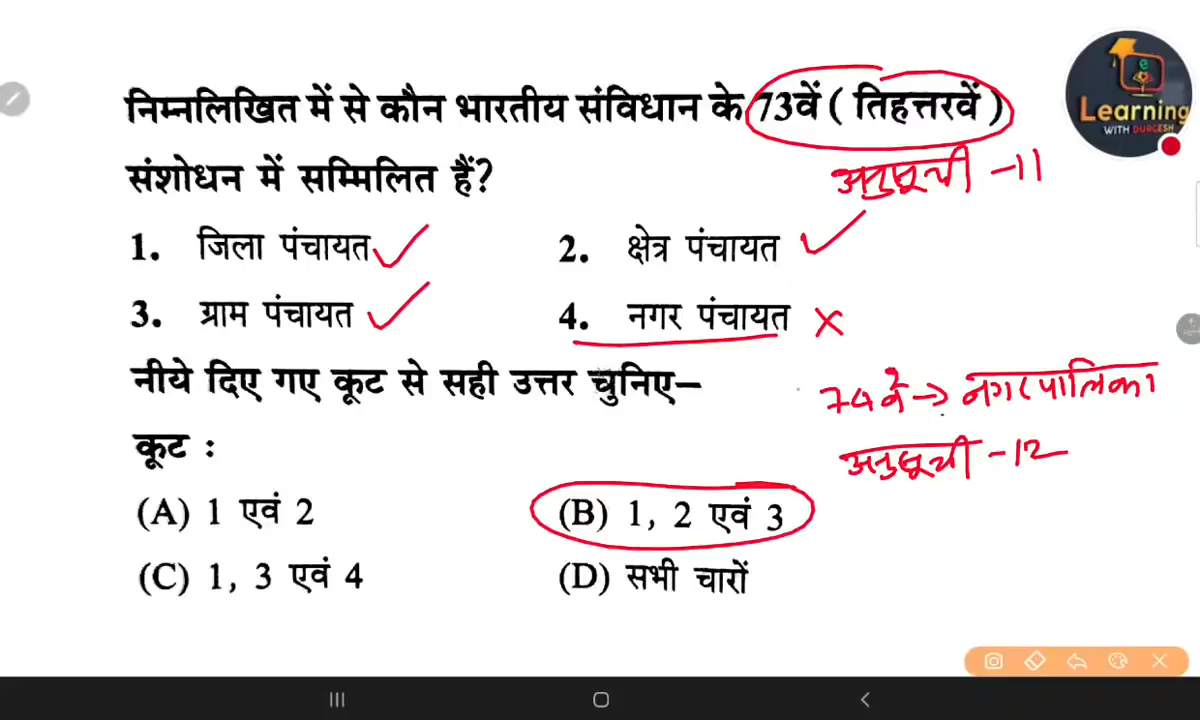 निम्नलिखित में से कौन भारतीय संविधान के 73वें ( तिहत्तरवें )
e
Learning
WITH DURGESH
संशोधन में सम्मिलित हैं?
अनुसूची -11
1. जिला पंचायत
2. क्षेत्र पंचायत
3. ग्राम पंचायत
4. नगर पंचायत
नीये दिए गए कूट से सही उत्तर चुनिए–
74 वें → नगरपालिका
कूट :
अनुसूची -12
(A) 1 एवं 2
(B) 1, 2 एवं 3
(C) 1, 3 एवं 4
(D) सभी चारों